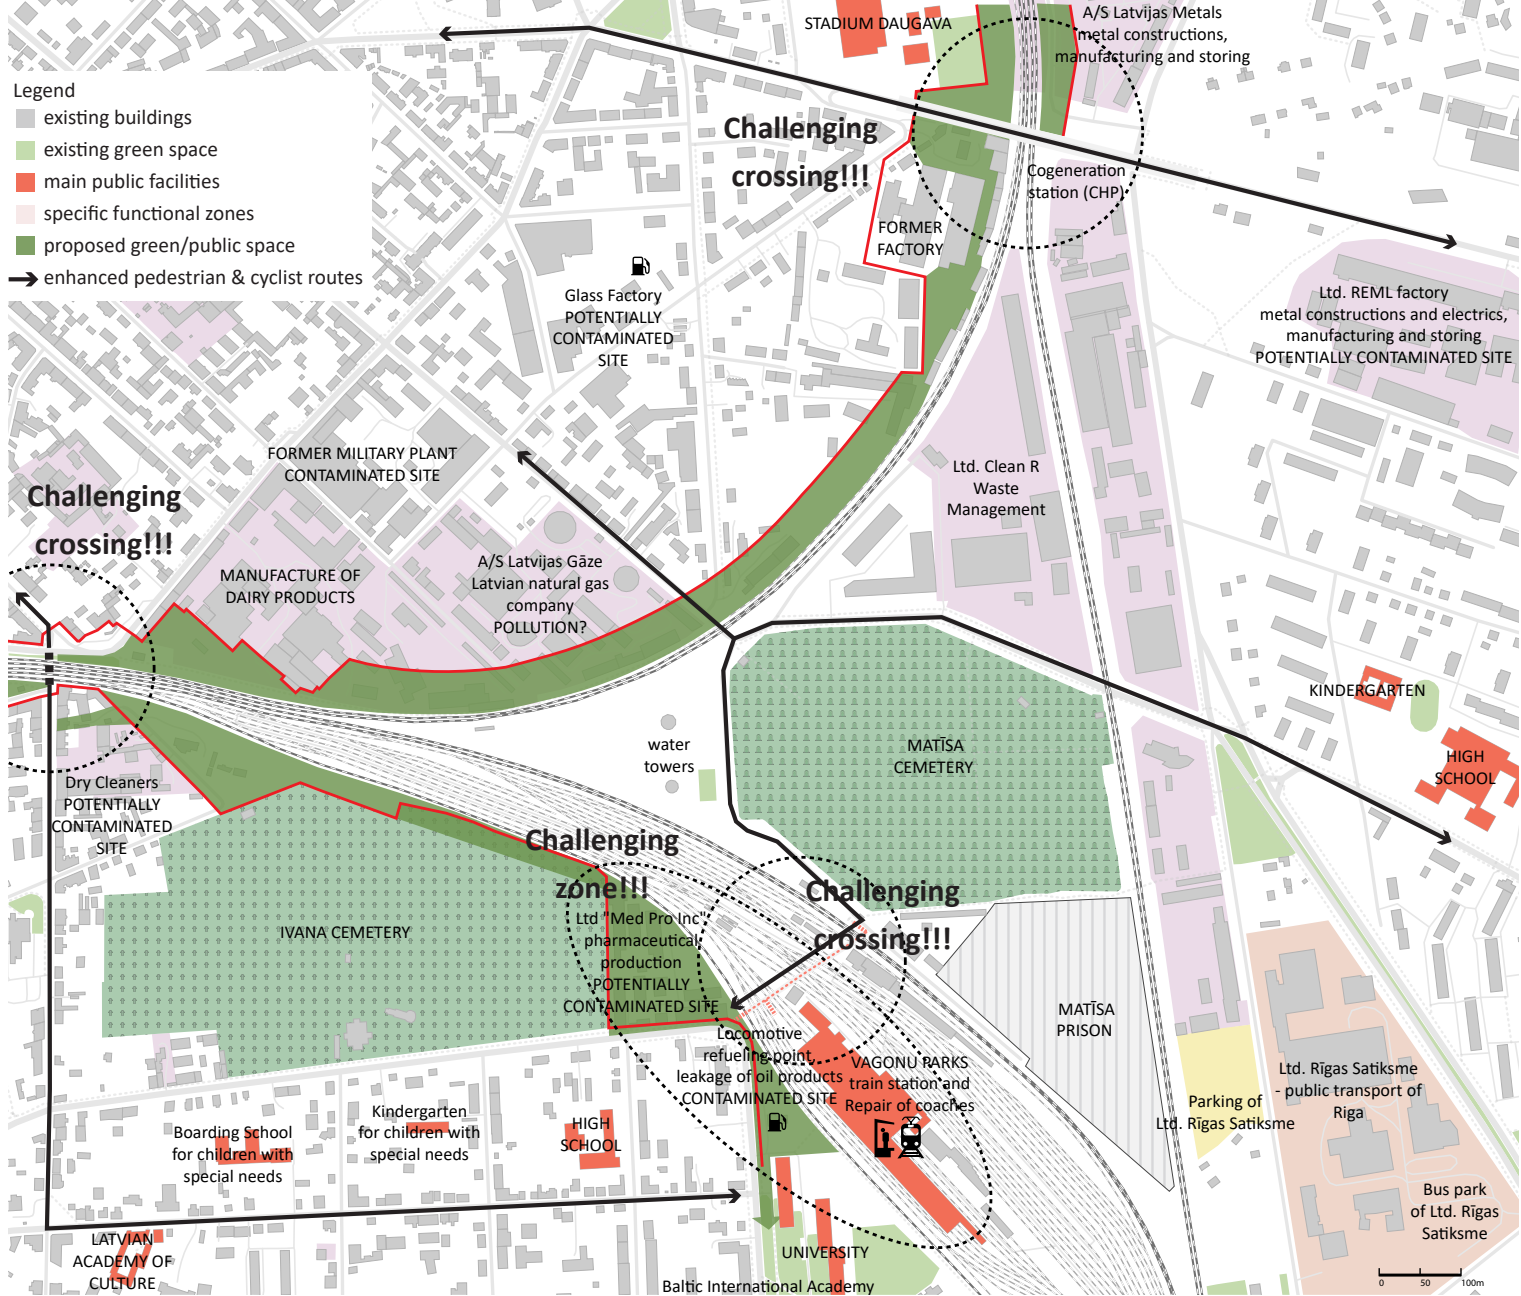 STADIUM DAUGAVA
A/S Latvijas Metals
metal constructions,
manufacturing and storing
Legend
existing buildings
existing green space
main public facilities
specific functional zones
proposed green/public space
enhanced pedestrian & cyclist routes
Challenging
crossing!!!
Cogeneration
station (CHP)
FORMER
FACTORY
Glass Factory
POTENTIALLY
CONTAMINATED
SITE
Ltd. REML factory
metal constructions and electrics,
manufacturing and storing
POTENTIALLY CONTAMINATED SITE
FORMER MILITARY PLANT
CONTAMINATED SITE
Ltd. Clean R
Waste
Management
Challenging
crossing!!!
MANUFACTURE OF
DAIRY PRODUCTS
A/S Latvijas Gāze
Latvian natural gas
company
POLLUTION?
KINDERGARTEN
HIGH
SCHOOL
water
towers
MATĪSA
CEMETERY
Dry Cleaners
POTENTIALLY
CONTAMINATED
SITE
Challenging
zone!!!
Challenging
crossing!!!
Ltd "Med Pro Inc"
pharmaceutical
production
POTENTIALLY
CONTAMINATED SITE
IVANA CEMETERY
MATĪSA
PRISON
Locomotive
refueling point,
leakage of oil products
CONTAMINATED SITE
VAGONU PARKS
train station and
Repair of coaches
Ltd. Rīgas Satiksme
- public transport of
Riga
Parking of
Ltd. Rīgas Satiksme
Boarding School
for children with
special needs
Kindergarten
for children with
special needs
HIGH
SCHOOL
Bus park
of Ltd. Rīgas
Satiksme
LATVIAN
ACADEMY OF
CULTURE
UNIVERSITY
Baltic International Academy
0 50 100m